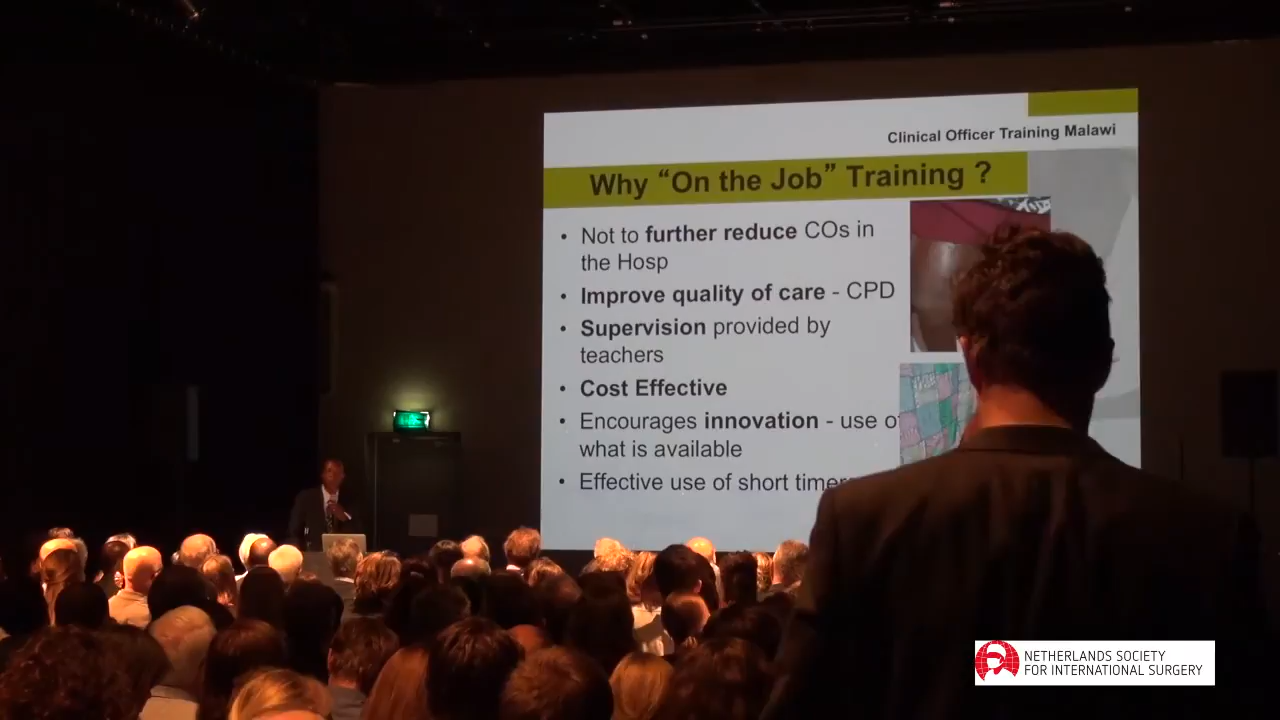 Clinical Officer Training Malawi
Why “On the Job” Training ?
• Not to further reduce COs in
the Hosp
• Improve quality of care - CPD
• Supervision provided by
teachers
• Cost Effective
• Encourages innovation - use of
what is available
• Effective use of short timers
NETHERLANDS SOCIETY
FOR INTERNATIONAL SURGERY